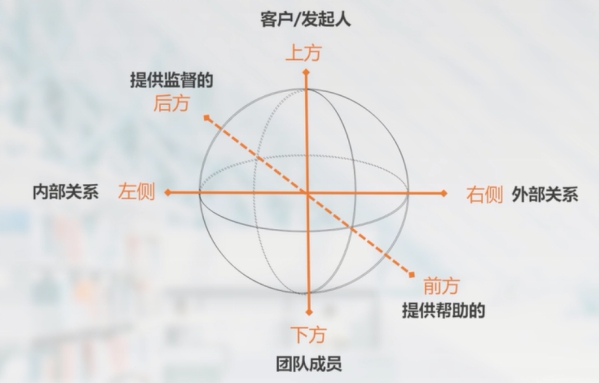 客户/发起人
上方
提供监督的
后方
内部关系 左侧
右侧 外部关系
前方
提供帮助的
下方
团队成员